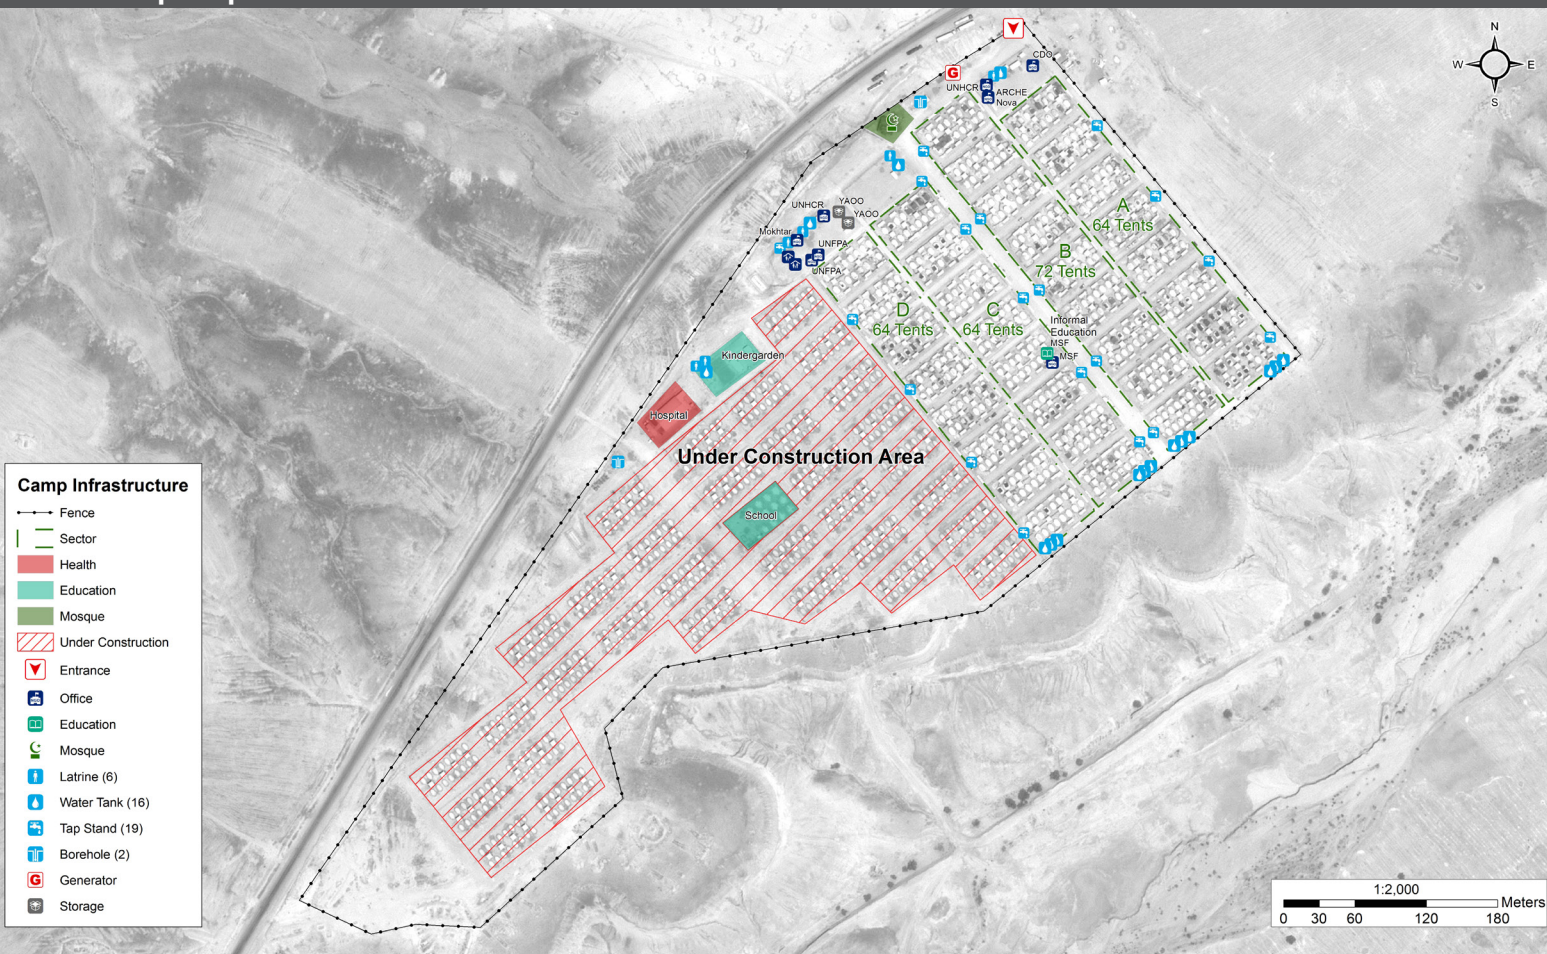 N
W E
S
CDC
G
UNHCR
ARCHE
Nova
A
64 Tents
YAOO
UNHCR
YAOO
Mokhtar
UNFPA
UNFPA
B
72 Tents
D
64 Tents
C
64 Tents
Informal
Education
MSF
MSF
Kindergarden
Hospital
Under Construction Area
School
Camp Infrastructure
Fence
Sector
Health
Education
Mosque
Under Construction
Entrance
Office
Education
Mosque
Latrine (6)
Water Tank (16)
Tap Stand (19)
Borehole (2)
G Generator
Storage
1:2,000
Meters
0 30 60 120 180